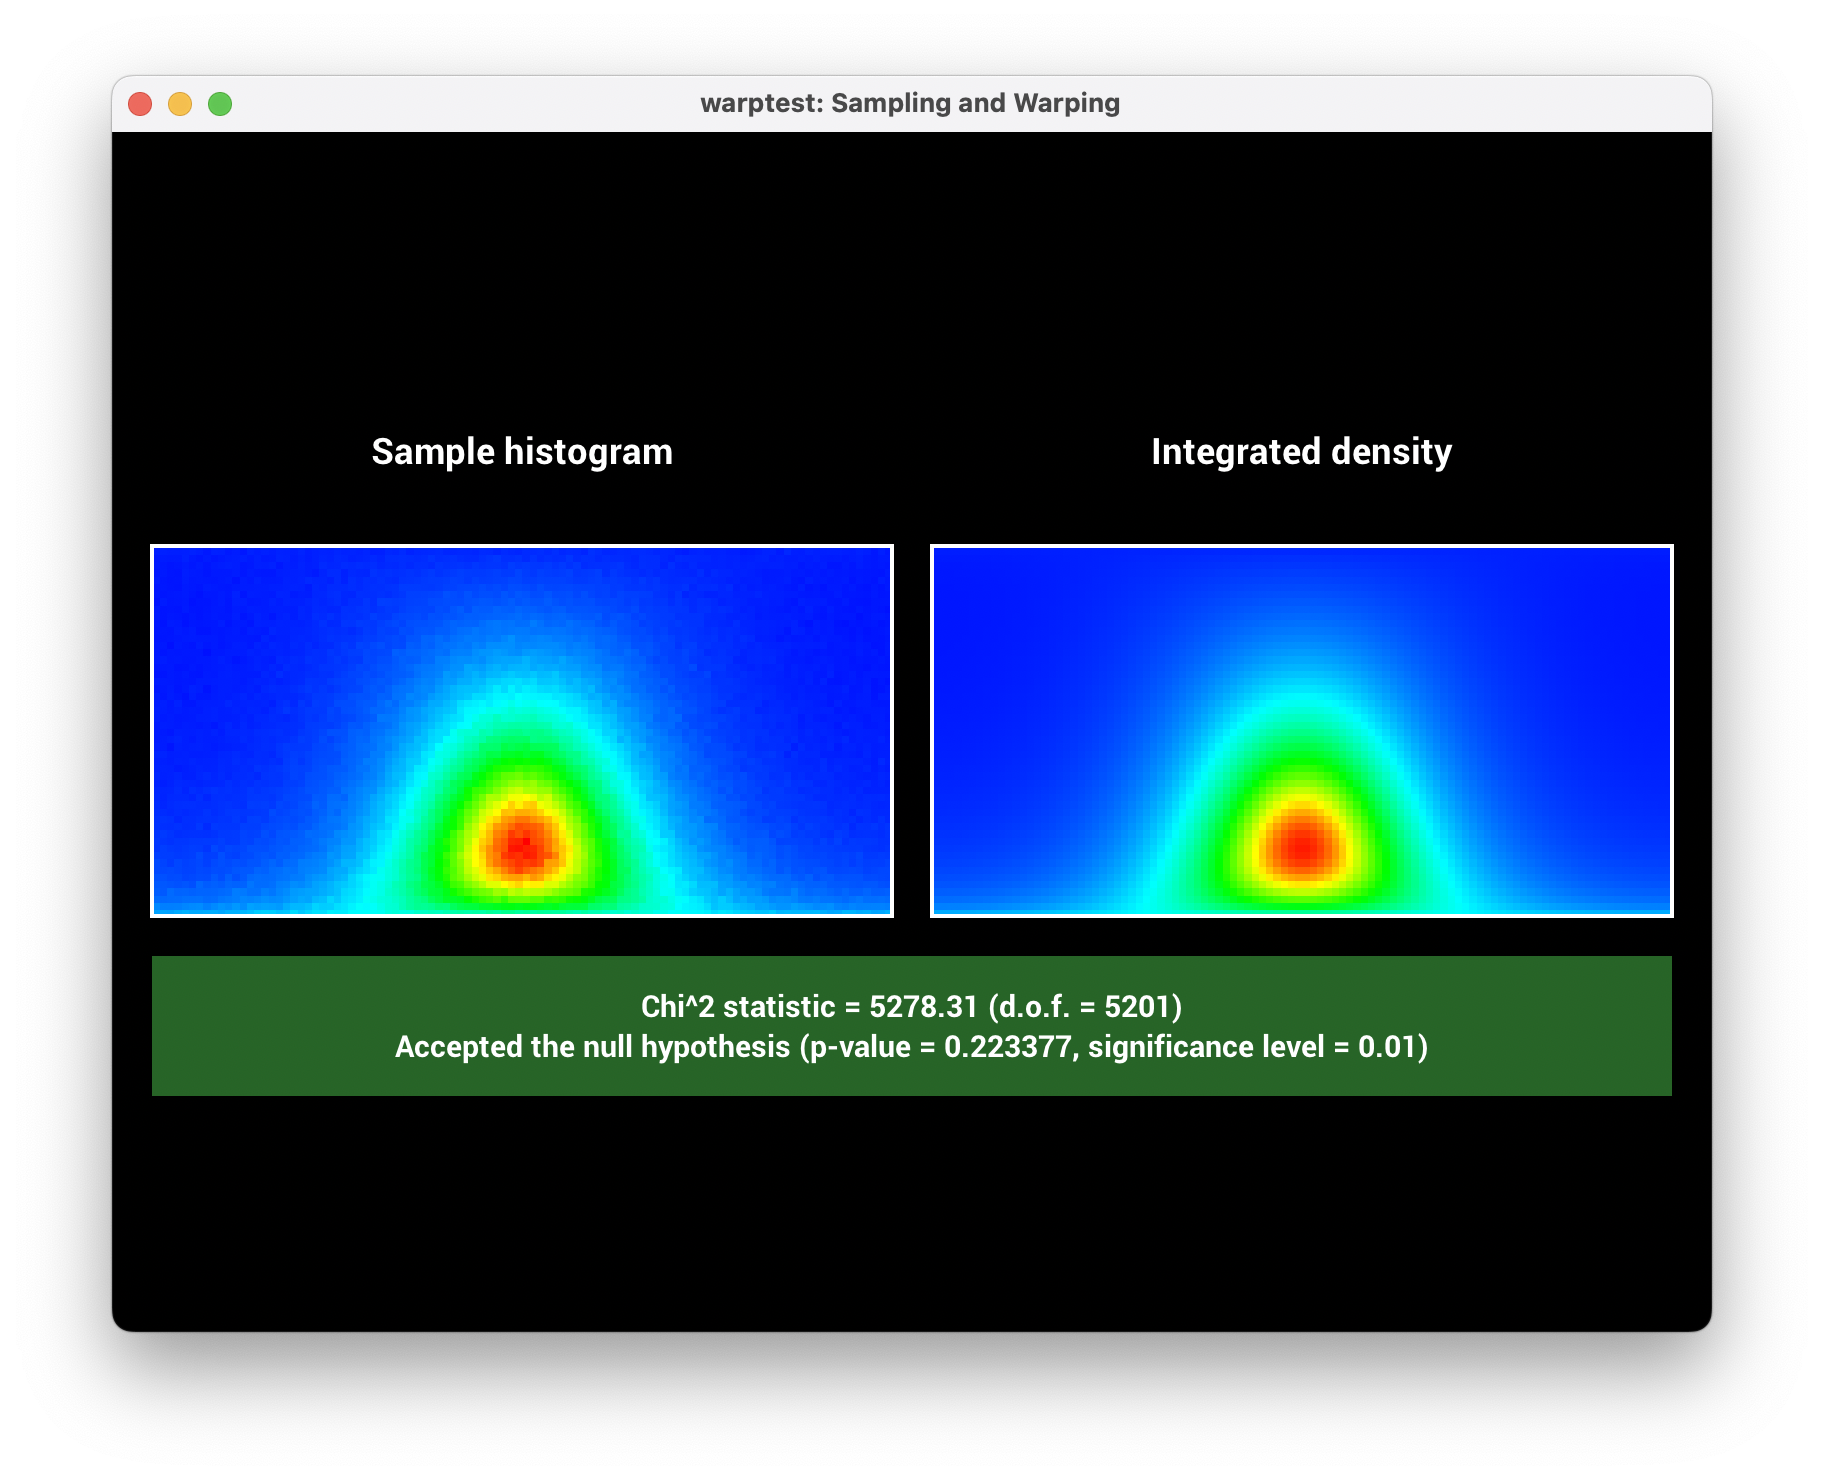 warptest: Sampling and Warping
Sample histogram
Integrated density
Chi^2 statistic = 5278.31 (d.o.f. = 5201)
Accepted the null hypothesis (p-value = 0.223377, significance level = 0.01)